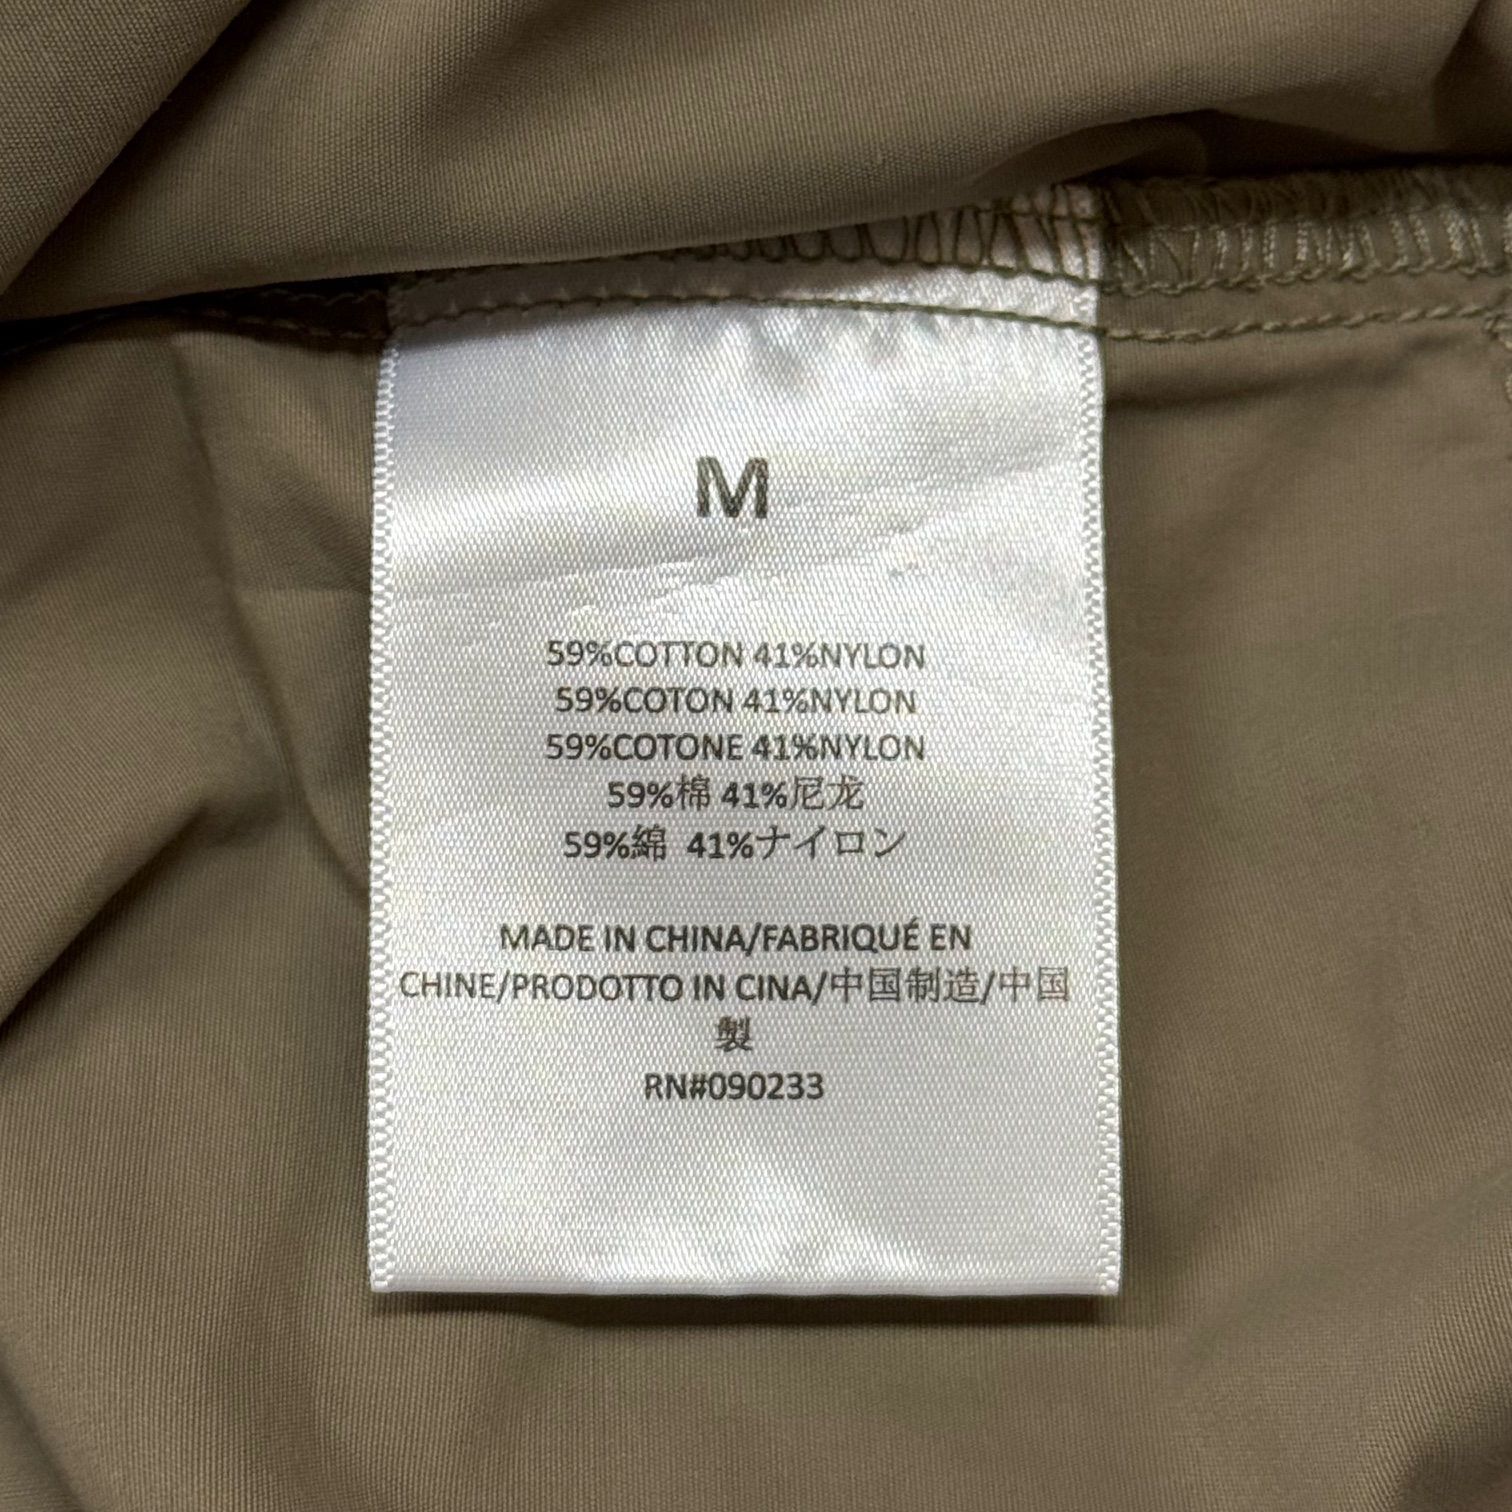 M
59%COTTON 41%NYLON
59%COTON 41%NYLON
59%COTONE 41%NYLON
59%棉 41%尼龙
59%綿 41%ナイロン
MADE IN CHINA/FABRIQUÉ EN
CHINE/PRODOTTO IN CINA/中国制造/中国
製
RN#090233